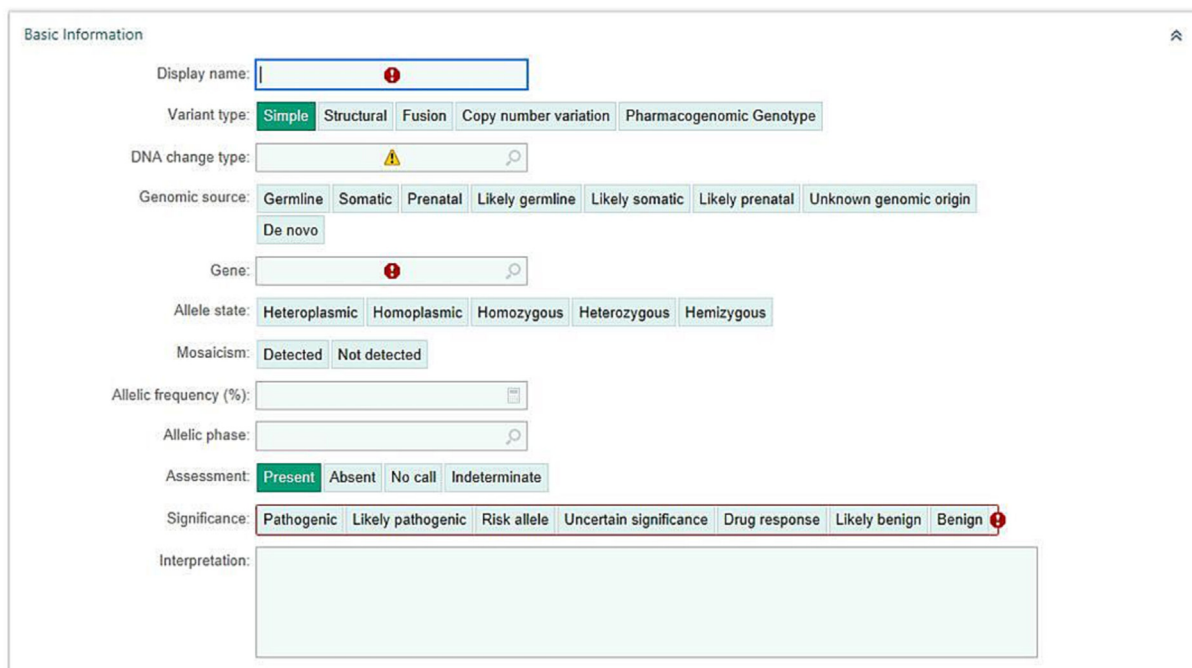 Basic Information
Display name:
Variant type: Simple Structural Fusion Copy number variation Pharmacogenomic Genotype
DNA change type:
Genomic source: Germline Somatic Prenatal Likely germline Likely somatic Likely prenatal Unknown genomic origin
De novo
Gene:
Allele state: Heteroplasmic Homoplasmic Homozygous Heterozygous Hemizygous
Mosaicism: Detected Not detected
Allelic frequency (%):
Allelic phase:
Assessment: Present Absent No call Indeterminate
Significance: Pathogenic Likely pathogenic Risk allele Uncertain significance Drug response Likely benign Benign
Interpretation: